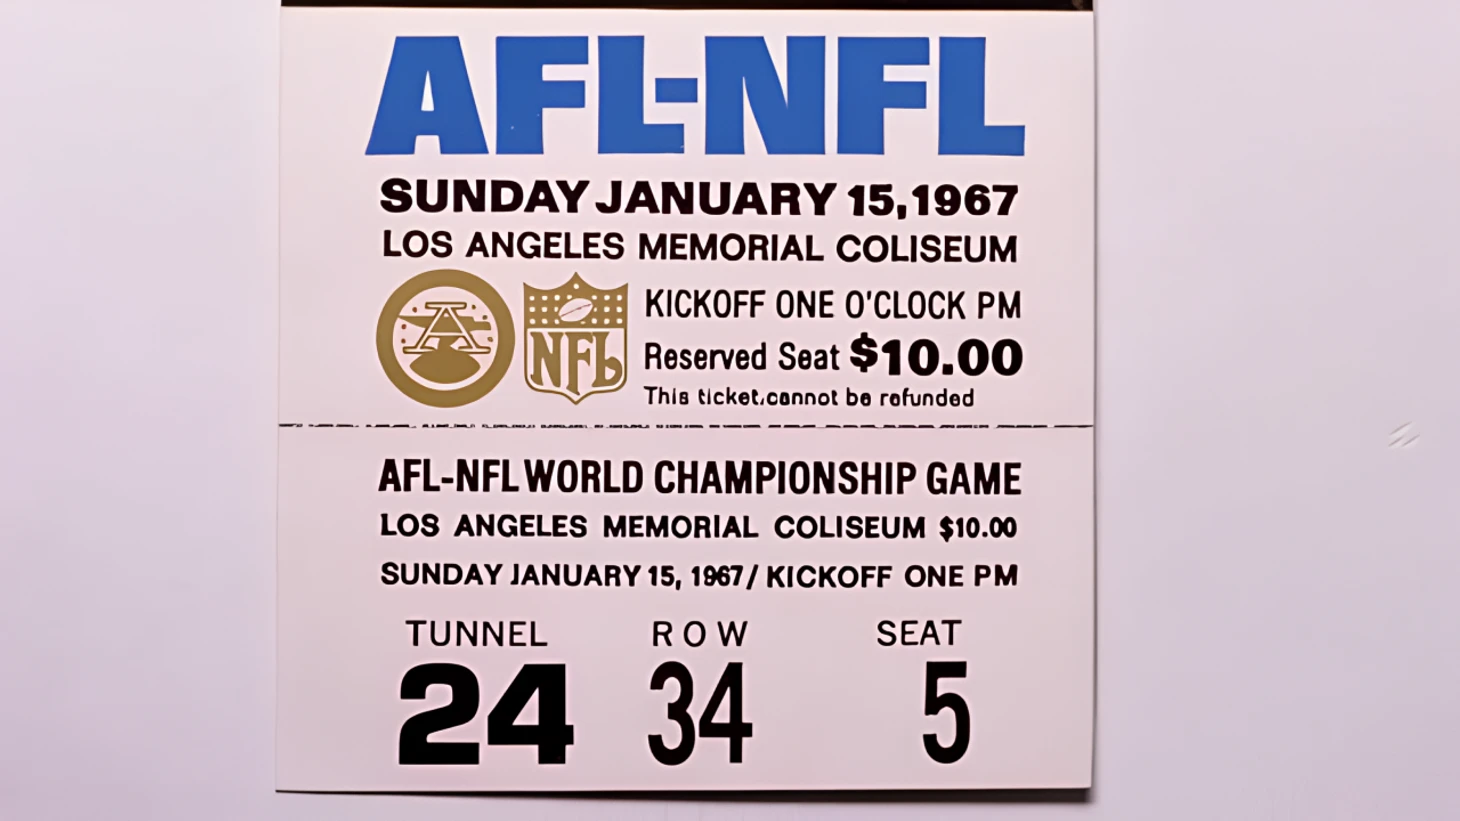 AFL-NFL
SUNDAY JANUARY 15, 1967
LOS ANGELES MEMORIAL COLISEUM
A
NFL
KICKOFF ONE O'CLOCK PM
Reserved Seat $10.00
This ticket cannot be refunded
AFL-NFL WORLD CHAMPIONSHIP GAME
LOS ANGELES MEMORIAL COLISEUM $10.00
SUNDAY JANUARY 15, 1967/ KICKOFF ONE PM
TUNNEL ROW SEAT
24 34 5